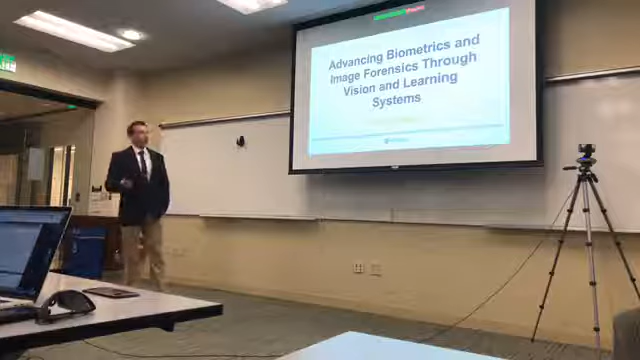 Advancing Biometrics and
Image Forensics Through
Vision and Learning
Systems